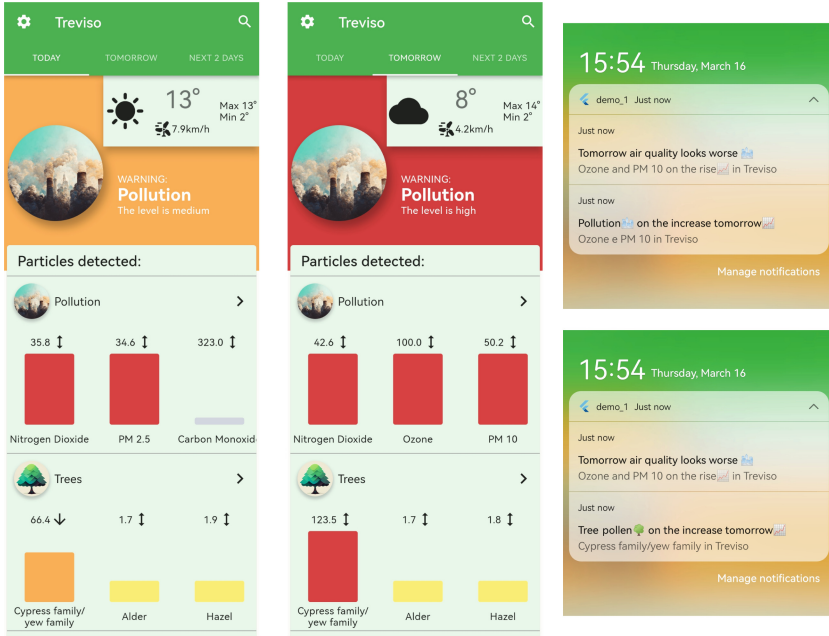 Treviso
TODAY TOMORROW NEXT 2 DAYS
13° Max 13°
Min 2°
7.9km/h
WARNING:
Pollution
The level is medium
Particles detected:
Pollution
35.8 34.6 323.0
Nitrogen Dioxide PM 2.5 Carbon Monoxid
Trees
66.4 1.7 1.9
Cypress family/ Alder Hazel
yew family
Treviso
TODAY TOMORROW NEXT 2 DAYS
8° Max 14°
Min 2°
4.2km/h
WARNING:
Pollution
The level is high
Particles detected:
Pollution
42.6 100.0 50.2
Nitrogen Dioxide Ozone PM 10
Trees
123.5 1.7 1.8
Cypress family/ Alder Hazel
yew family
15:54 Thursday, March 16
demo_1 Just now
Just now
Tomorrow air quality looks worse
Ozone and PM 10 on the rise in Treviso
Just now
Pollution on the increase tomorrow
Ozone e PM 10 in Treviso
Manage notifications
15:54 Thursday, March 16
demo_1 Just now
Just now
Tomorrow air quality looks worse
Ozone and PM 10 on the rise in Treviso
Just now
Tree pollen on the increase tomorrow
Cypress family/yew family in Treviso
Manage notifications